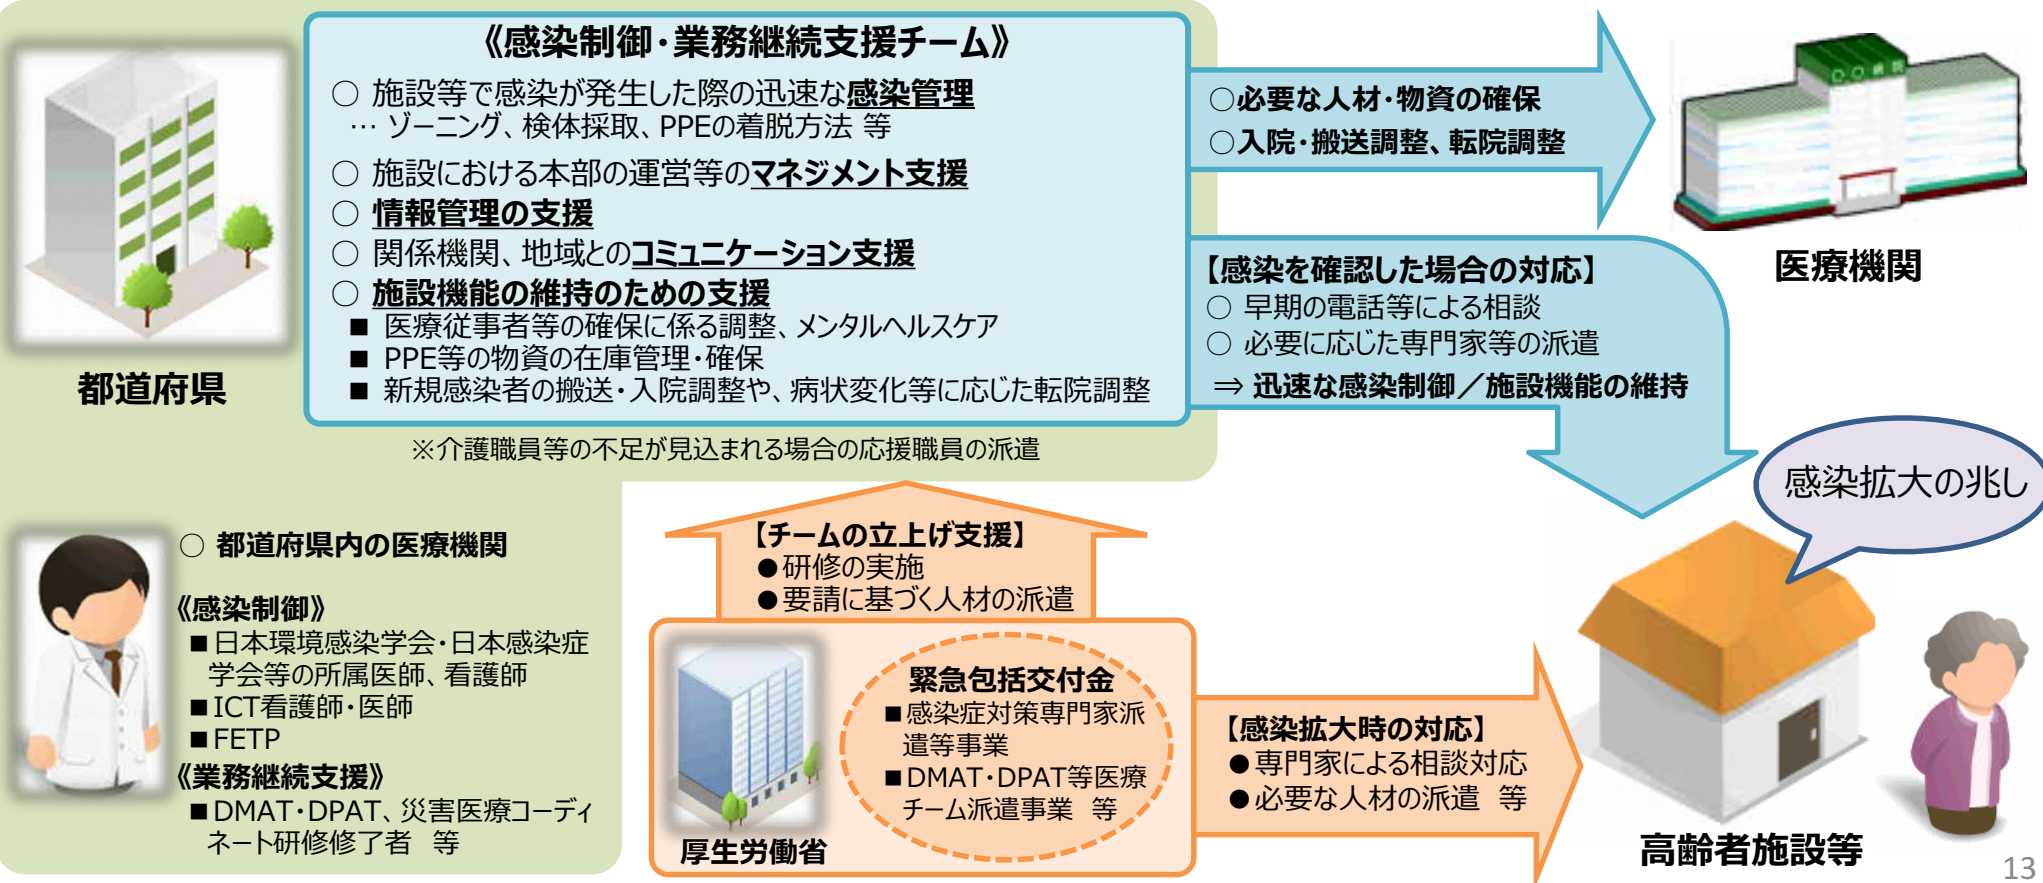 《感染制御・業務継続支援チーム》
○ 施設等で感染が発生した際の迅速な感染管理
… ゾーニング、検体採取、PPEの着脱方法 等
○ 施設における本部の運営等のマネジメント支援
○ 情報管理の支援
○ 関係機関、地域とのコミュニケーション支援
○ 施設機能の維持のための支援
■ 医療従事者等の確保に係る調整、メンタルヘルスケア
■ PPE等の物資の在庫管理・確保
■ 新規感染者の搬送・入院調整や、病状変化等に応じた転院調整
都道府県
※介護職員等の不足が見込まれる場合の応援職員の派遣
○必要な人材・物資の確保
○入院・搬送調整、転院調整
〇〇病院
医療機関
【感染を確認した場合の対応】
○ 早期の電話等による相談
○ 必要に応じた専門家等の派遣
⇒ 迅速な感染制御／施設機能の維持
感染拡大の兆し
○ 都道府県内の医療機関
《感染制御》
■日本環境感染学会・日本感染症
学会等の所属医師、看護師
■ICT看護師・医師
■FETP
《業務継続支援》
■DMAT・DPAT、災害医療コーディ
ネート研修修了者 等
【チームの立上げ支援】
●研修の実施
●要請に基づく人材の派遣
緊急包括交付金
■感染症対策専門家派
遣等事業
■DMAT・DPAT等医療
チーム派遣事業 等
厚生労働省
【感染拡大時の対応】
●専門家による相談対応
●必要な人材の派遣 等
高齢者施設等
13